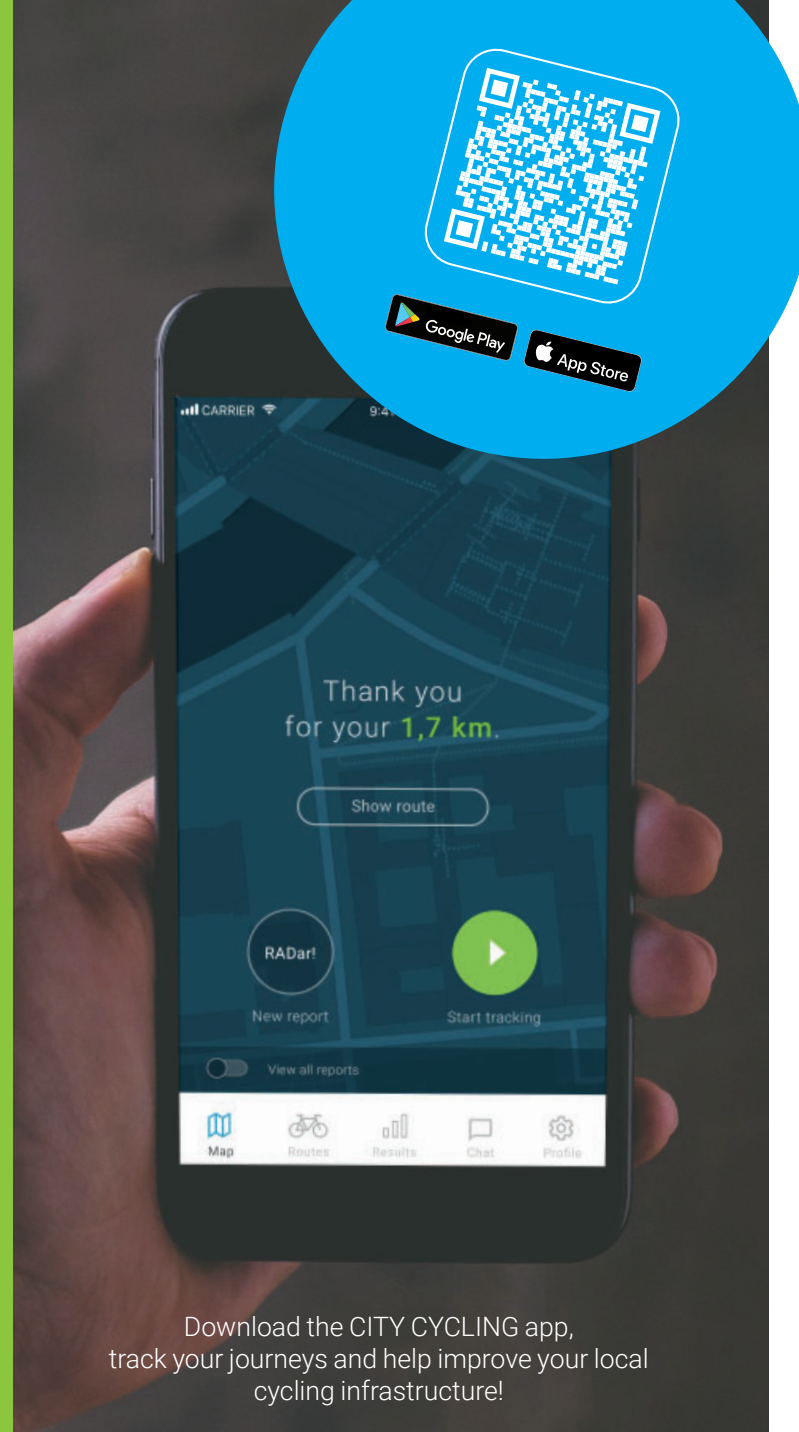 Google Play
App Store
CARRIER 9:41
Thank you
for your 1,7 km.
Show route
RADar!
New report
Start tracking
View all reports
Map Routes Results Chat Profile
Download the CITY CYCLING app,
track your journeys and help improve your local
cycling infrastructure!